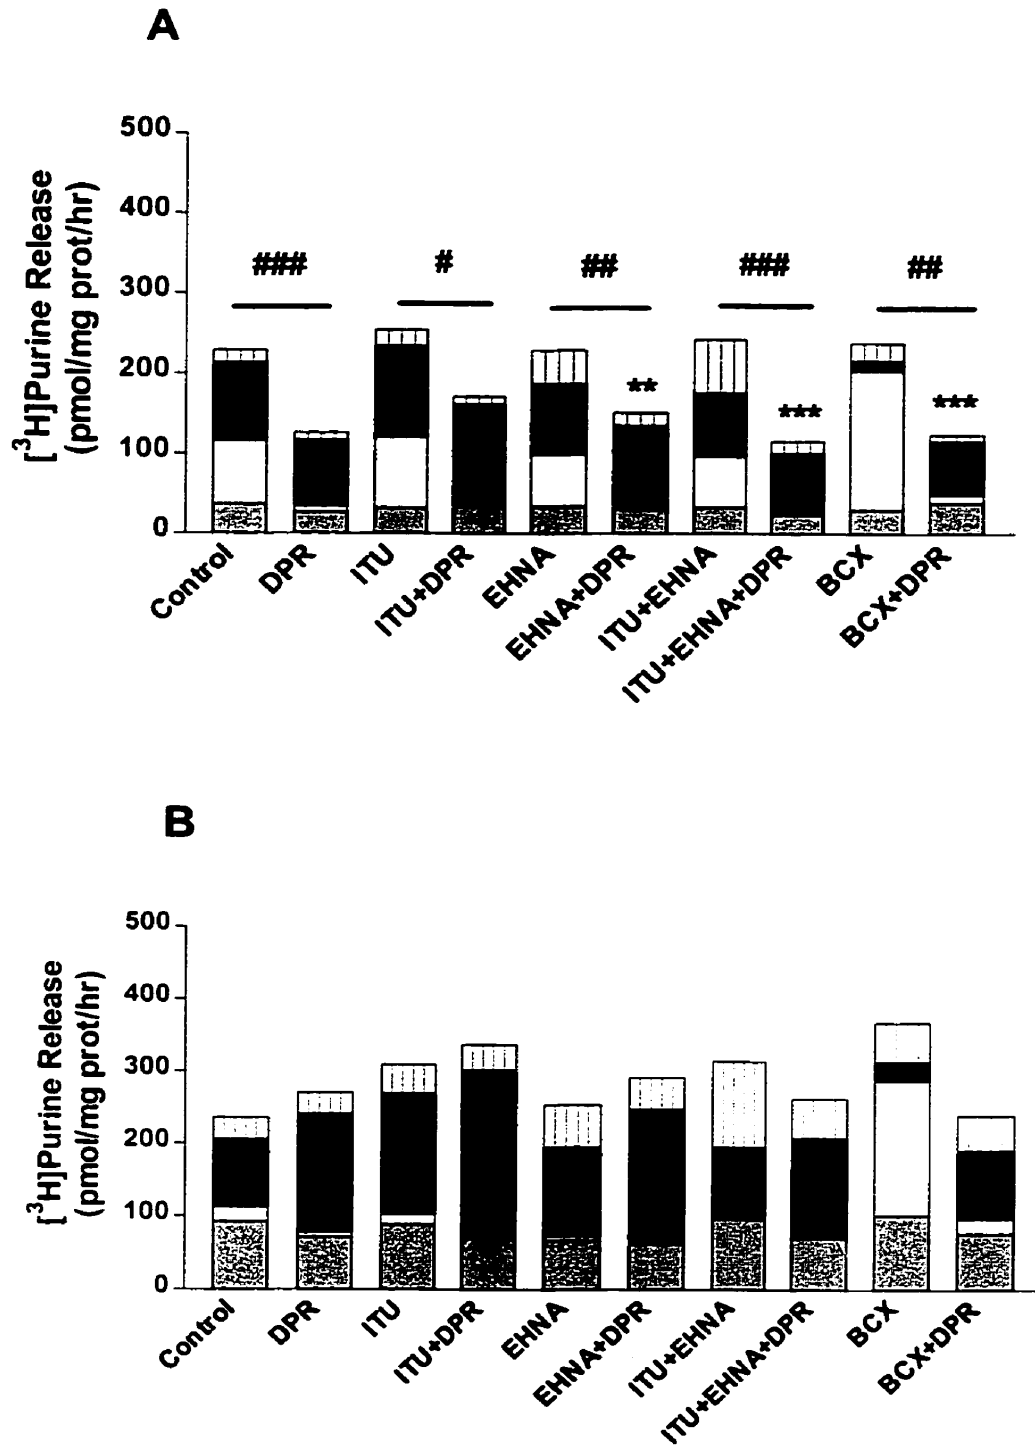 A
[³H]Purine Release
(pmol/mg prot/hr)
500
400
300
200
100
0
### # ## ### ##
** *** ***
Control DPR ITU ITU+DPR EHNA EHNA+DPR ITU+EHNA ITU+EHNA+DPR BCX BCX+DPR
B
[³H]Purine Release
(pmol/mg prot/hr)
500
400
300
200
100
0
Control DPR ITU ITU+DPR EHNA EHNA+DPR ITU+EHNA ITU+EHNA+DPR BCX BCX+DPR